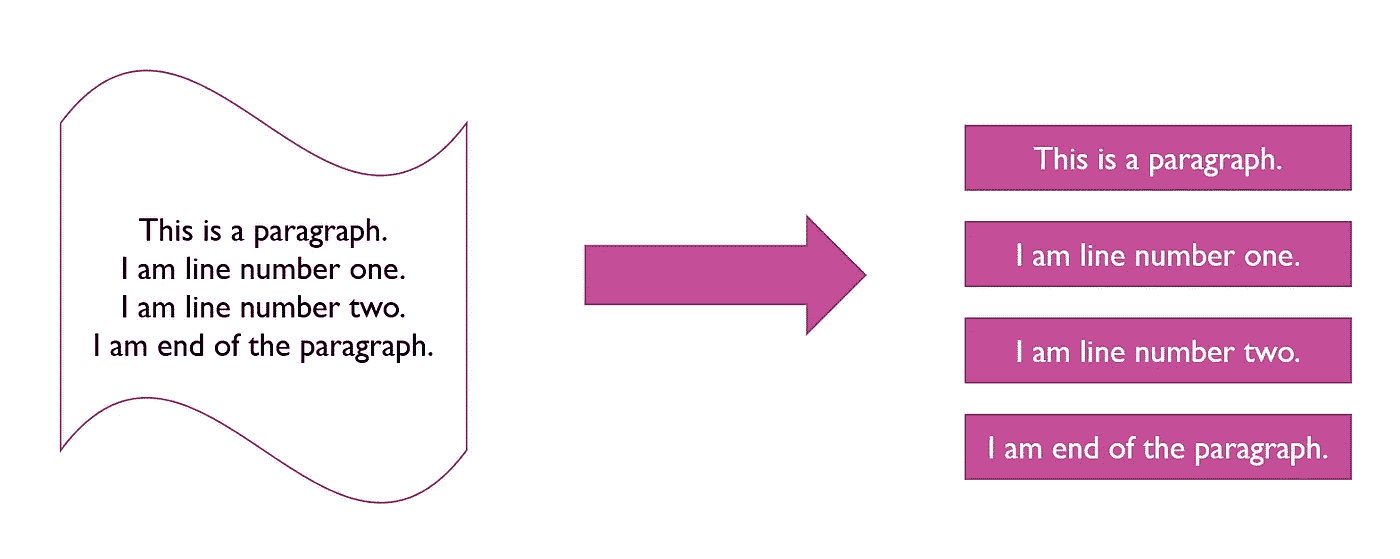 This is a paragraph.
I am line number one.
I am line number two.
I am end of the paragraph.
This is a paragraph.
I am line number one.
I am line number two.
I am end of the paragraph.